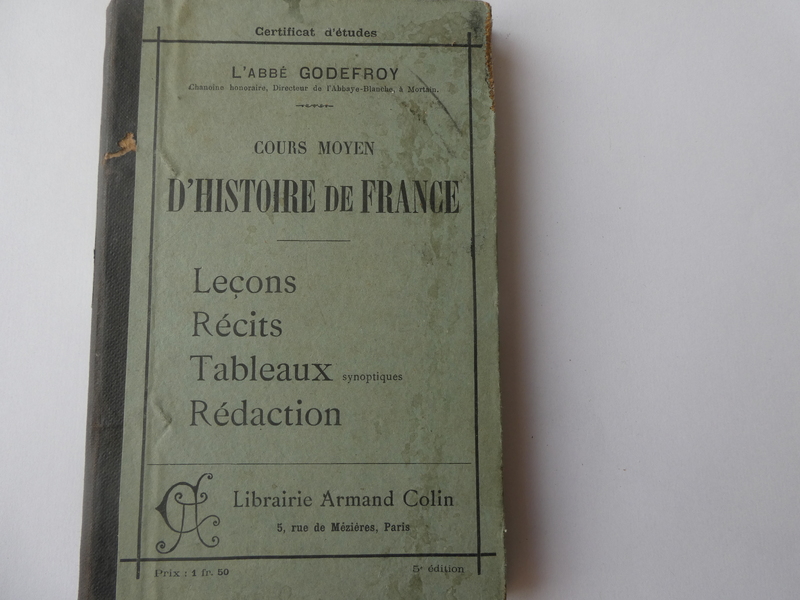 Certificat d'études
L'ABBÉ GODEFROY
Chanoine honoraire, Directeur de l'Abbaye-Blanche, à Mortain.
COURS MOYEN
D'HISTOIRE DE FRANCE
Leçons
Récits
Tableaux synoptiques
Rédaction
Librairie Armand Colin
5, rue de Mézières, Paris
Prix : 1 fr. 50
5e édition